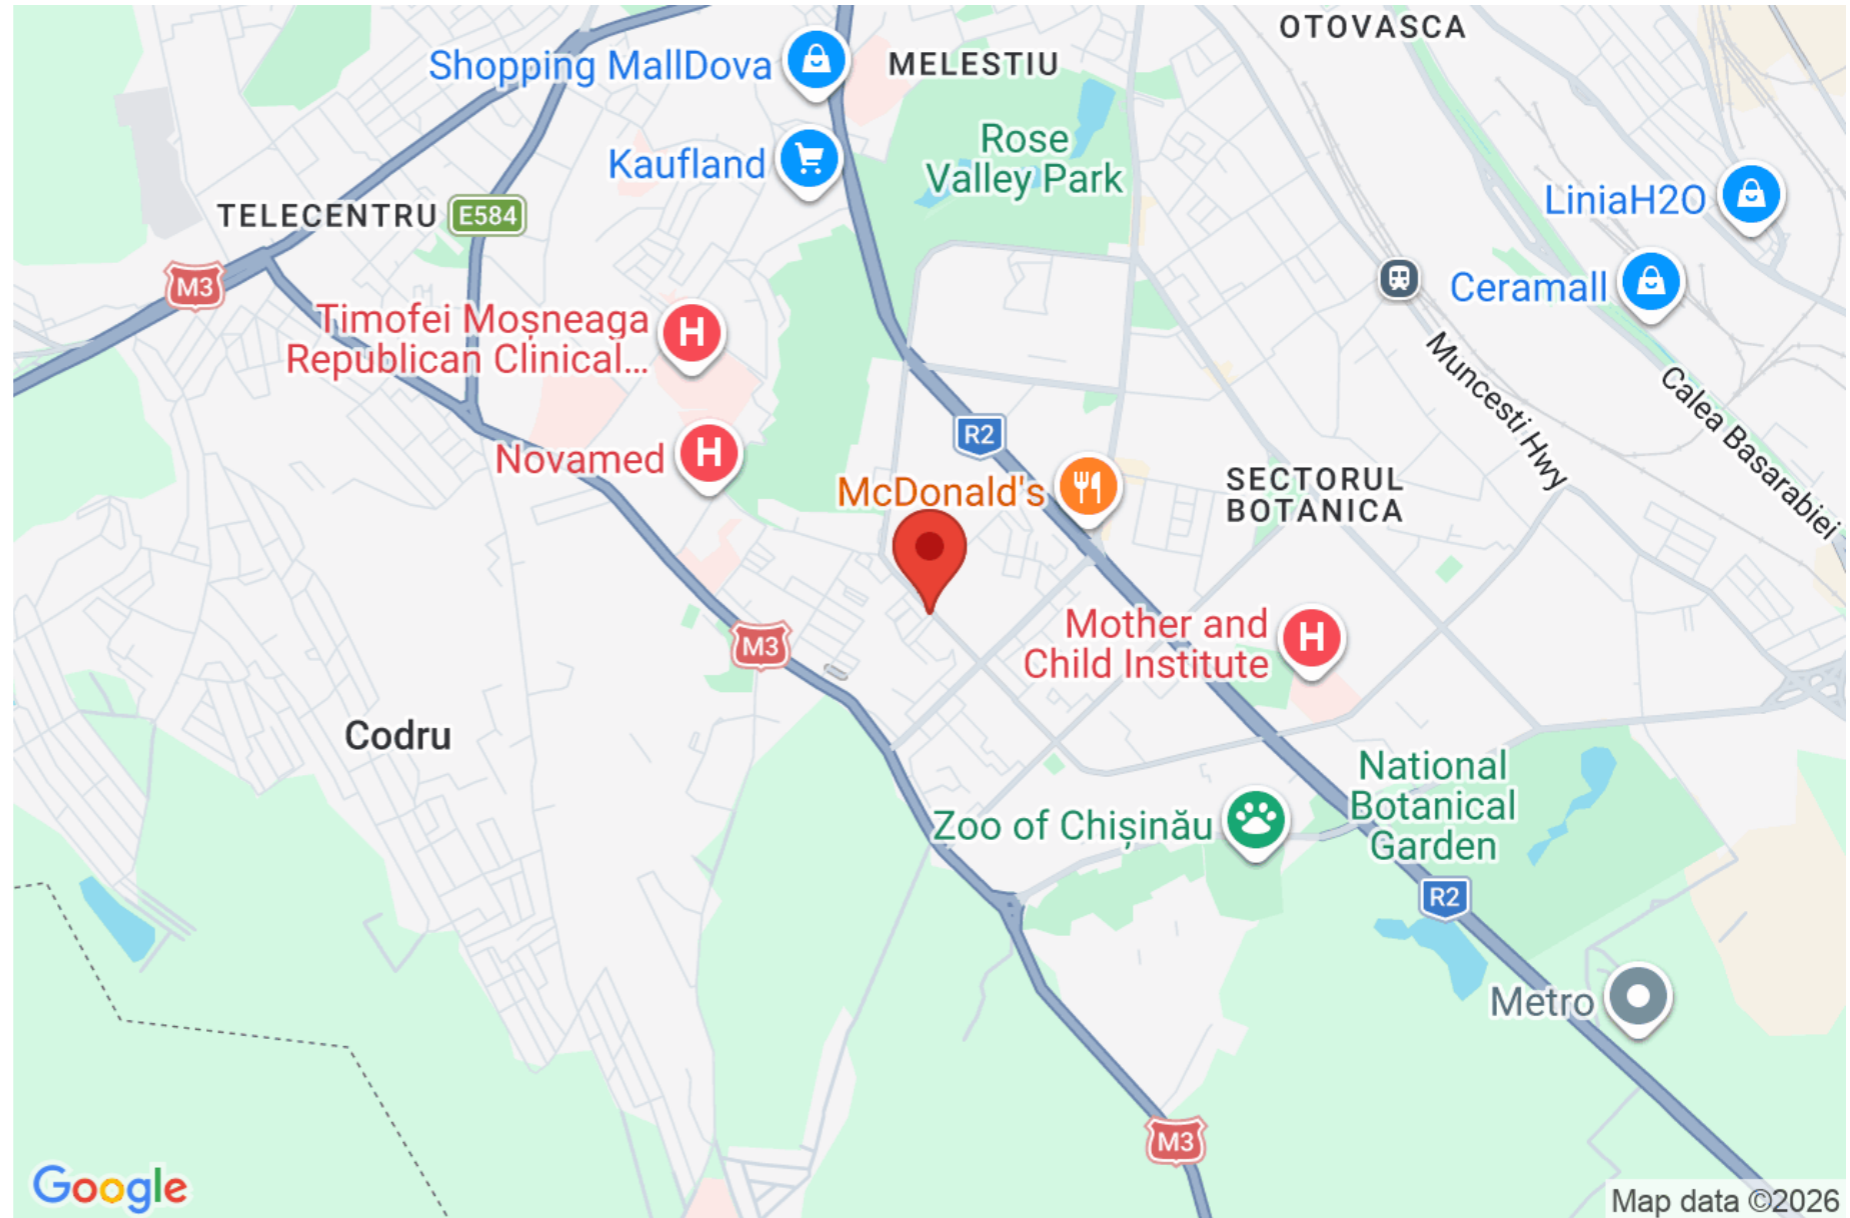 OTOVASCA
Shopping MallDova
MELESTIU
Rose
Valley Park
Kaufland
LiniaH2O
TELECENTRU
E584
M3
Ceramall
Timofei Moșneaga
Republican Clinical...
Muncesti Hwy
Calea Basarabiei
R2
Novamed
McDonald's
SECTORUL
BOTANICA
Mother and
Child Institute
M3
Codru
National
Botanical
Garden
Zoo of Chișinău
R2
Metro
M3
Google
Map data ©2026